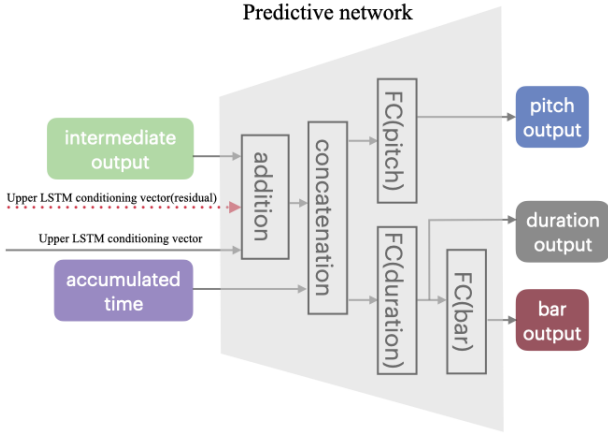 Predictive network
intermediate
output
Upper LSTM conditioning vector(residual)
Upper LSTM conditioning vector
accumulated
time
addition
concatenation
FC(pitch)
FC(duration)
FC(bar)
pitch
output
duration
output
bar
output